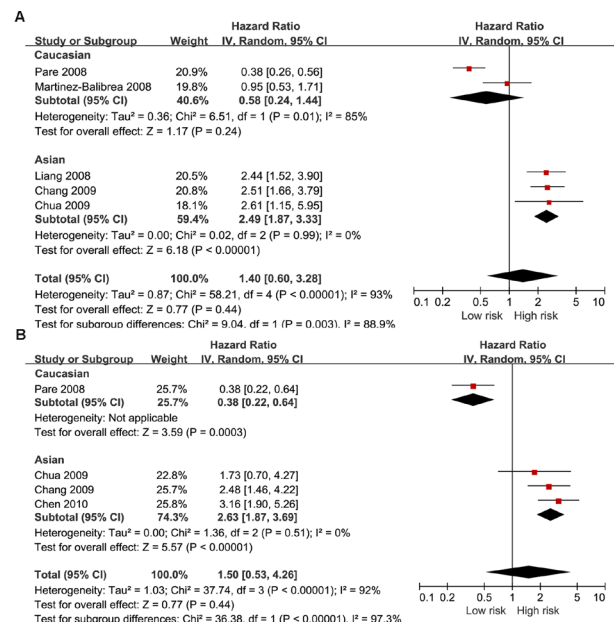 A
Hazard Ratio Hazard Ratio
Study or Subgroup Weight IV, Random, 95% CI IV, Random, 95% CI
Caucasian
Pare 2008 20.9% 0.38 [0.26, 0.56]
Martinez-Balibrea 2008 19.8% 0.95 [0.53, 1.71]
Subtotal (95% CI) 40.6% 0.58 [0.24, 1.44]
Heterogeneity: Tau² = 0.36; Chi² = 6.51, df = 1 (P = 0.01); I² = 85%
Test for overall effect: Z = 1.17 (P = 0.24)
Asian
Liang 2008 20.5% 2.44 [1.52, 3.90]
Chang 2009 20.8% 2.51 [1.66, 3.79]
Chua 2009 18.1% 2.61 [1.15, 5.95]
Subtotal (95% CI) 59.4% 2.49 [1.87, 3.33]
Heterogeneity: Tau² = 0.00; Chi² = 0.02, df = 2 (P = 0.99); I² = 0%
Test for overall effect: Z = 6.18 (P < 0.00001)
Total (95% CI) 100.0% 1.40 [0.60, 3.28]
Heterogeneity: Tau² = 0.87; Chi² = 58.21, df = 4 (P < 0.00001); I² = 93%
Test for overall effect: Z = 0.77 (P = 0.44)
Test for subgroup differences: Chi² = 9.04, df = 1 (P = 0.003), I² = 88.9%
0.1 0.2 0.5 1 2 5 10
Low risk High risk
B
Hazard Ratio Hazard Ratio
Study or Subgroup Weight IV, Random, 95% CI IV, Random, 95% CI
Caucasian
Pare 2008 25.7% 0.38 [0.22, 0.64]
Subtotal (95% CI) 25.7% 0.38 [0.22, 0.64]
Heterogeneity: Not applicable
Test for overall effect: Z = 3.59 (P = 0.0003)
Asian
Chua 2009 22.8% 1.73 [0.70, 4.27]
Chang 2009 25.7% 2.48 [1.46, 4.22]
Chen 2010 25.8% 3.16 [1.90, 5.26]
Subtotal (95% CI) 74.3% 2.63 [1.87, 3.69]
Heterogeneity: Tau² = 0.00; Chi² = 1.36, df = 2 (P = 0.51); I² = 0%
Test for overall effect: Z = 5.57 (P < 0.00001)
Total (95% CI) 100.0% 1.50 [0.53, 4.26]
Heterogeneity: Tau² = 1.03; Chi² = 37.74, df = 3 (P < 0.00001); I² = 92%
Test for overall effect: Z = 0.77 (P = 0.44)
Test for subgroup differences: Chi² = 36.38, df = 1 (P < 0.00001), I² = 97.3%
0.1 0.2 0.5 1 2 5 10
Low risk High risk